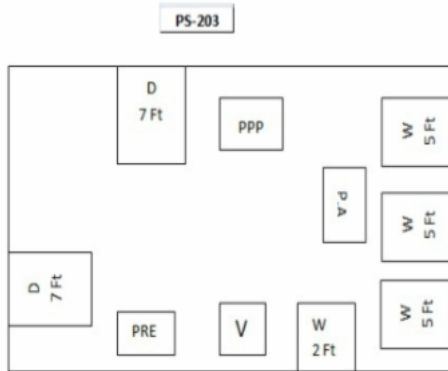 PS-203
D
7 Ft
PPP
W
5 Ft
P.A
W
5 Ft
D
7 Ft
W
5 Ft
PRE
V
W
2 Ft